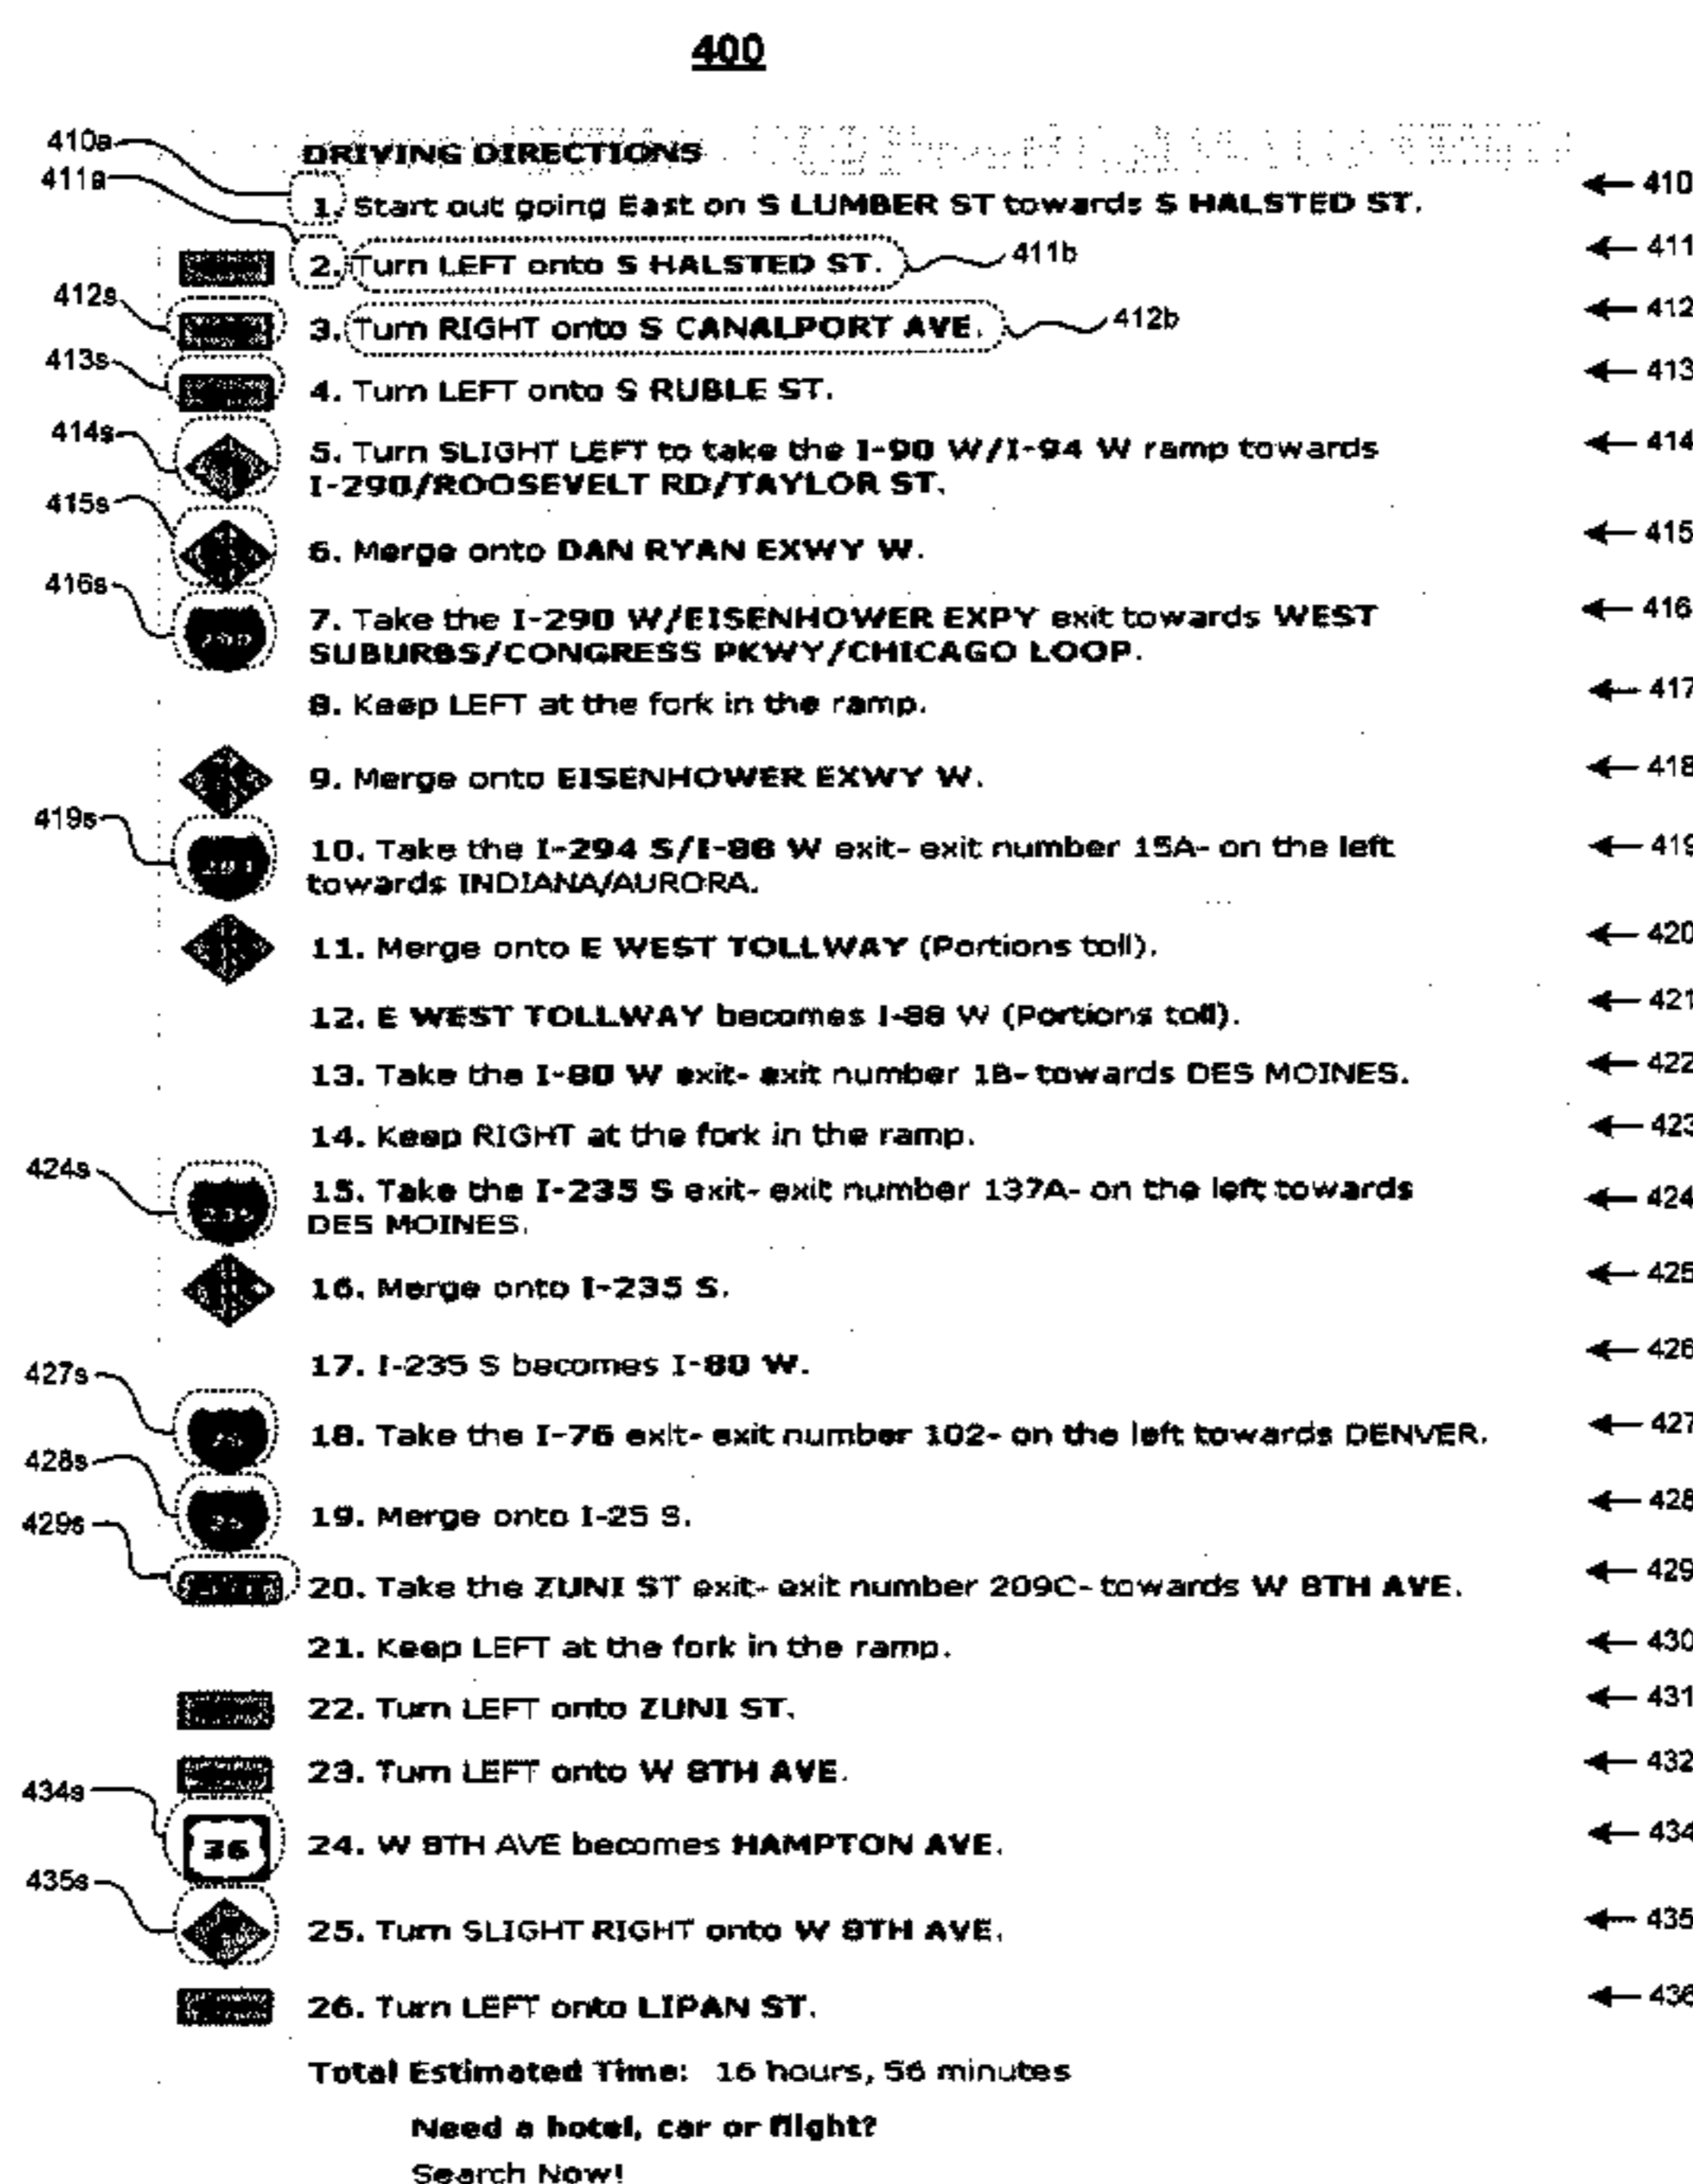 400
DRIVING DIRECTIONS
410a
411a
1. Start out going East on S LUMBER ST towards S HALSTED ST.
410
2. Turn LEFT onto S HALSTED ST.
411b
411
412s
3. Turn RIGHT onto S CANALPORT AVE.
412b
412
413s
4. Turn LEFT onto S RUBLE ST.
413
414s
5. Turn SLIGHT LEFT to take the I-90 W/I-94 W ramp towards
I-290/ROOSEVELT RD/TAYLOR ST.
414
415s
6. Merge onto DAN RYAN EXWY W.
415
416s
290
7. Take the I-290 W/EISENHOWER EXPY exit towards WEST
SUBURBS/CONGRESS PKWY/CHICAGO LOOP.
416
8. Keep LEFT at the fork in the ramp.
417
9. Merge onto EISENHOWER EXWY W.
418
419s
10. Take the I-294 S/I-88 W exit- exit number 15A- on the left
towards INDIANA/AURORA.
419
11. Merge onto E WEST TOLLWAY (Portions toll).
420
12. E WEST TOLLWAY becomes I-88 W (Portions toll).
421
13. Take the I-80 W exit- exit number 1B- towards DES MOINES.
422
14. Keep RIGHT at the fork in the ramp.
423
424s
235
15. Take the I-235 S exit- exit number 137A- on the left towards
DES MOINES.
424
16. Merge onto I-235 S.
425
17. I-235 S becomes I-80 W.
426
427s
76
18. Take the I-76 exit- exit number 102- on the left towards DENVER.
427
428s
25
19. Merge onto I-25 S.
428
429s
EXIT
20. Take the ZUNI ST exit- exit number 209C- towards W 8TH AVE.
429
21. Keep LEFT at the fork in the ramp.
430
22. Turn LEFT onto ZUNI ST.
431
23. Turn LEFT onto W 8TH AVE.
432
434s
36
24. W 8TH AVE becomes HAMPTON AVE.
434
435s
25. Turn SLIGHT RIGHT onto W 8TH AVE.
435
26. Turn LEFT onto LIPAN ST.
436
Total Estimated Time: 16 hours, 56 minutes
Need a hotel, car or flight?
Search Now!